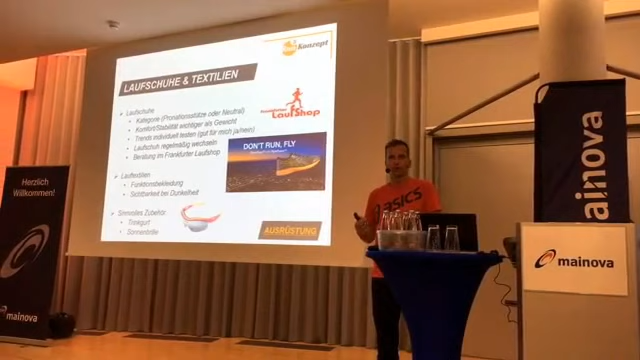 Konzept
LAUFSCHUHE & TEXTILIEN
Laufschuhe
Kategorie (Pronationsstütze oder Neutral)
Komfort/Stabilität wichtiger als Gewicht
Trends individuell testen (gut für mich ja/nein)
Laufschuh regelmäßig wechseln
Beratung im Frankfurter Laufshop
LaufShop
DON'T RUN, FLY
Lauftextilien
Funktionsbekleidung
Sichtbarkeit bei Dunkelheit
Sinnvolles Zubehör
Trinkgurt
Sonnenbrille
AUSRÜSTUNG
Herzlich
Willkommen!
mainova
asics
mainova
mainova